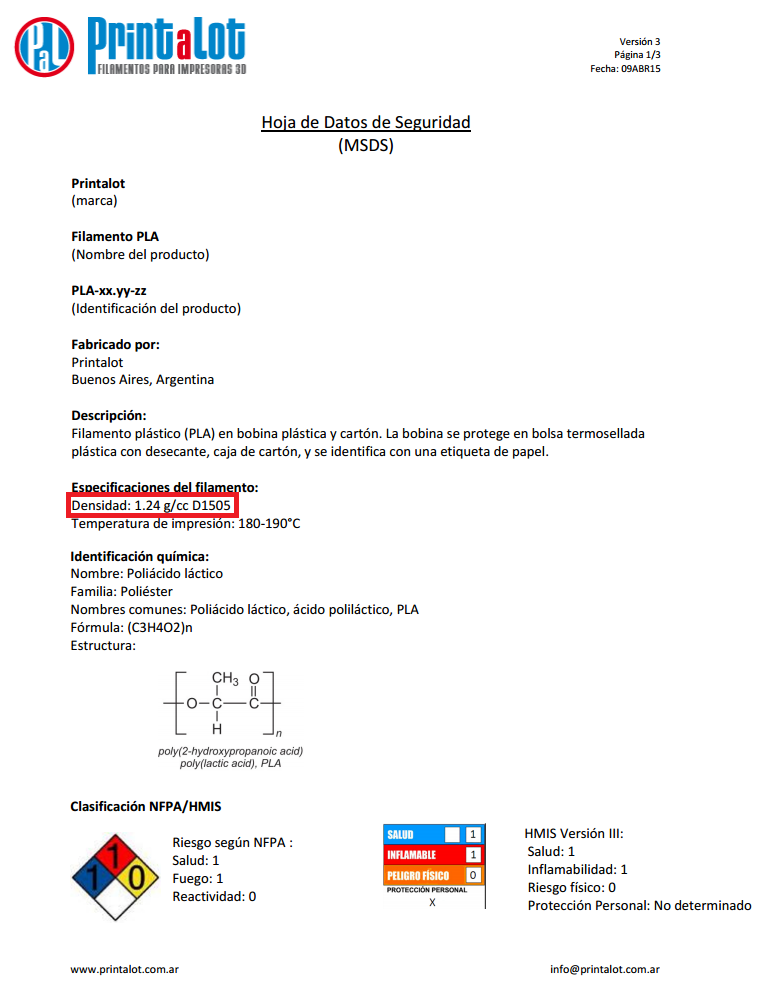 PaL
PRintaLot
FILAMENTOS PARA IMPRESORAS 3D
Versión 3
Página 1/3
Fecha: 09ABR15
Hoja de Datos de Seguridad
(MSDS)
Printalot
(marca)
Filamento PLA
(Nombre del producto)
PLA-xx.yy-zz
(Identificación del producto)
Fabricado por:
Printalot
Buenos Aires, Argentina
Descripción:
Filamento plástico (PLA) en bobina plástica y cartón. La bobina se protege en bolsa termosellada
plástica con desecante, caja de cartón, y se identifica con una etiqueta de papel.
Especificaciones del filamento:
Densidad: 1.24 g/cc D1505
Temperatura de impresión: 180-190°C
Identificación química:
Nombre: Poliácido láctico
Familia: Poliéster
Nombres comunes: Poliácido láctico, ácido poliláctico, PLA
Fórmula: (C3H4O2)n
Estructura:
CH3 O
O C C
H
n
poly(2-hydroxypropanoic acid)
poly(lactic acid), PLA
Clasificación NFPA/HMIS
1
1 0
Riesgo según NFPA :
Salud: 1
Fuego: 1
Reactividad: 0
SALUD 1
INFLAMABLE 1
PELIGRO FÍSICO 0
PROTECCIÓN PERSONAL
X
HMIS Versión III:
Salud: 1
Inflamabilidad: 1
Riesgo físico: 0
Protección Personal: No determinado
www.printalot.com.ar
info@printalot.com.ar